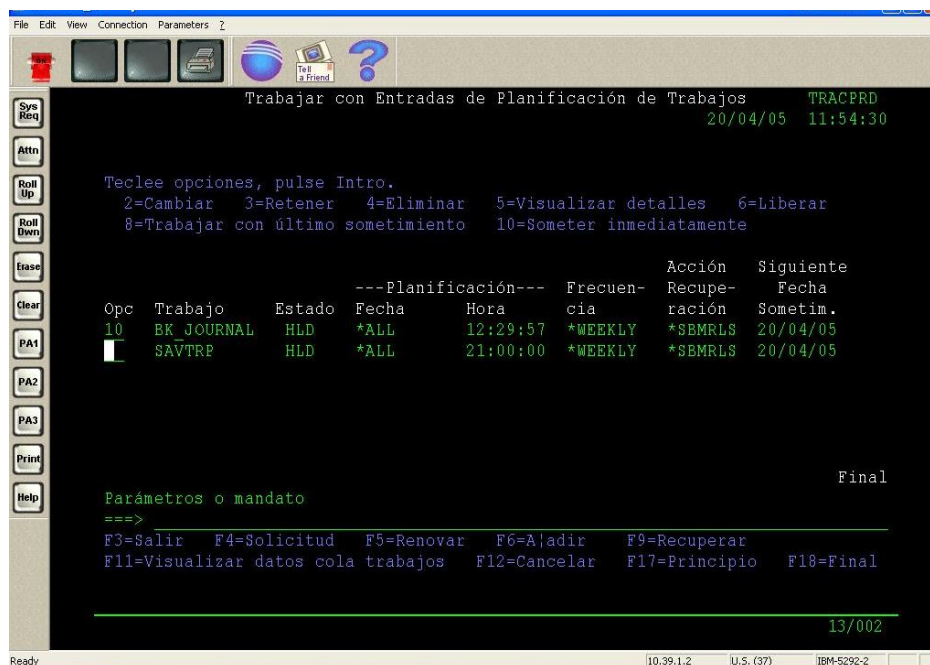 File Edit View Connection Parameters ?
ON
Tell
a Friend
Sys
Req
Attn
Roll
Up
Roll
Dwn
Erase
Clear
PA1
PA2
PA3
Print
Help
Trabajar con Entradas de Planificación de Trabajos TRACPRD
20/04/05 11:54:30
Teclee opciones, pulse Intro.
2=Cambiar 3=Retener 4=Eliminar 5=Visualizar detalles 6=Liberar
8=Trabajar con último sometimiento 10=Someter inmediatamente
Acción Siguiente
---Planificación--- Frecuen- Recupe- Fecha
Opc Trabajo Estado Fecha Hora cia ración Sometim.
10 BK_JOURNAL HLD *ALL 12:29:57 *WEEKLY *SBMRLS 20/04/05
SAVTRP HLD *ALL 21:00:00 *WEEKLY *SBMRLS 20/04/05
Final
Parámetros o mandato
===>
F3=Salir F4=Solicitud F5=Renovar F6=A¦adir F9=Recuperar
F11=Visualizar datos cola trabajos F12=Cancelar F17=Principio F18=Final
13/002
Ready 10.39.1.2 U.S. (37) IBM-5292-2